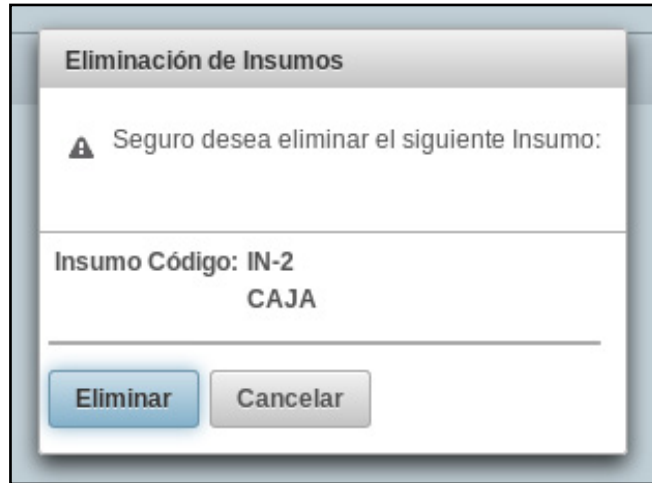 Eliminación de Insumos
Seguro desea eliminar el siguiente Insumo:
Insumo Código: IN-2
CAJA
Eliminar Cancelar